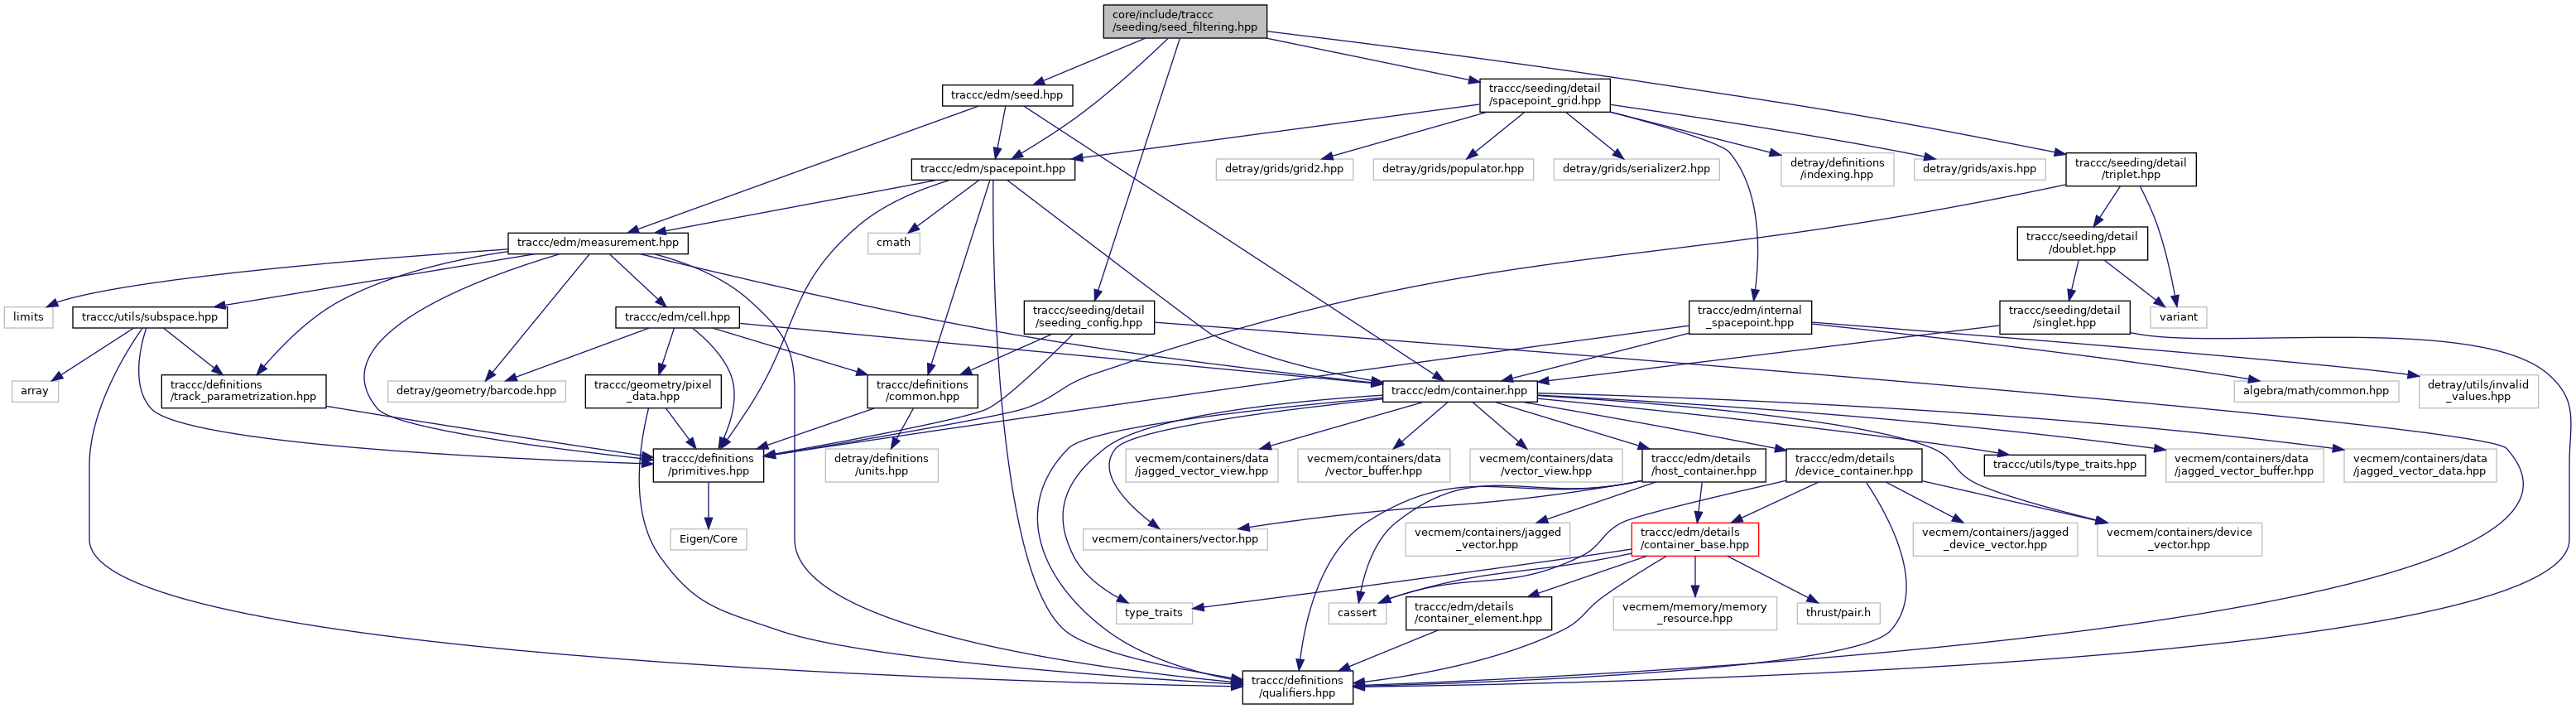 core/include/traccc
/seeding/seed_filtering.hpp
traccc/edm/seed.hpp
traccc/seeding/detail
/spacepoint_grid.hpp
traccc/edm/spacepoint.hpp
detray/grids/grid2.hpp
detray/grids/populator.hpp
detray/grids/serializer2.hpp
detray/definitions
/indexing.hpp
detray/grids/axis.hpp
traccc/seeding/detail
/triplet.hpp
traccc/edm/measurement.hpp
cmath
traccc/seeding/detail
/doublet.hpp
limits
traccc/utils/subspace.hpp
traccc/edm/cell.hpp
traccc/seeding/detail
/seeding_config.hpp
traccc/edm/internal
_spacepoint.hpp
traccc/seeding/detail
/singlet.hpp
variant
array
traccc/definitions
/track_parametrization.hpp
detray/geometry/barcode.hpp
traccc/geometry/pixel
_data.hpp
traccc/definitions
/common.hpp
traccc/edm/container.hpp
algebra/math/common.hpp
detray/utils/invalid
_values.hpp
traccc/definitions
/primitives.hpp
detray/definitions
/units.hpp
vecmem/containers/data
/jagged_vector_view.hpp
vecmem/containers/data
/vector_buffer.hpp
vecmem/containers/data
/vector_view.hpp
traccc/edm/details
/host_container.hpp
traccc/edm/details
/device_container.hpp
traccc/utils/type_traits.hpp
vecmem/containers/data
/jagged_vector_buffer.hpp
vecmem/containers/data
/jagged_vector_data.hpp
Eigen/Core
vecmem/containers/vector.hpp
vecmem/containers/jagged
_vector.hpp
traccc/edm/details
/container_base.hpp
vecmem/containers/jagged
_device_vector.hpp
vecmem/containers/device
_vector.hpp
type_traits
cassert
traccc/edm/details
/container_element.hpp
vecmem/memory/memory
_resource.hpp
thrust/pair.h
traccc/definitions
/qualifiers.hpp